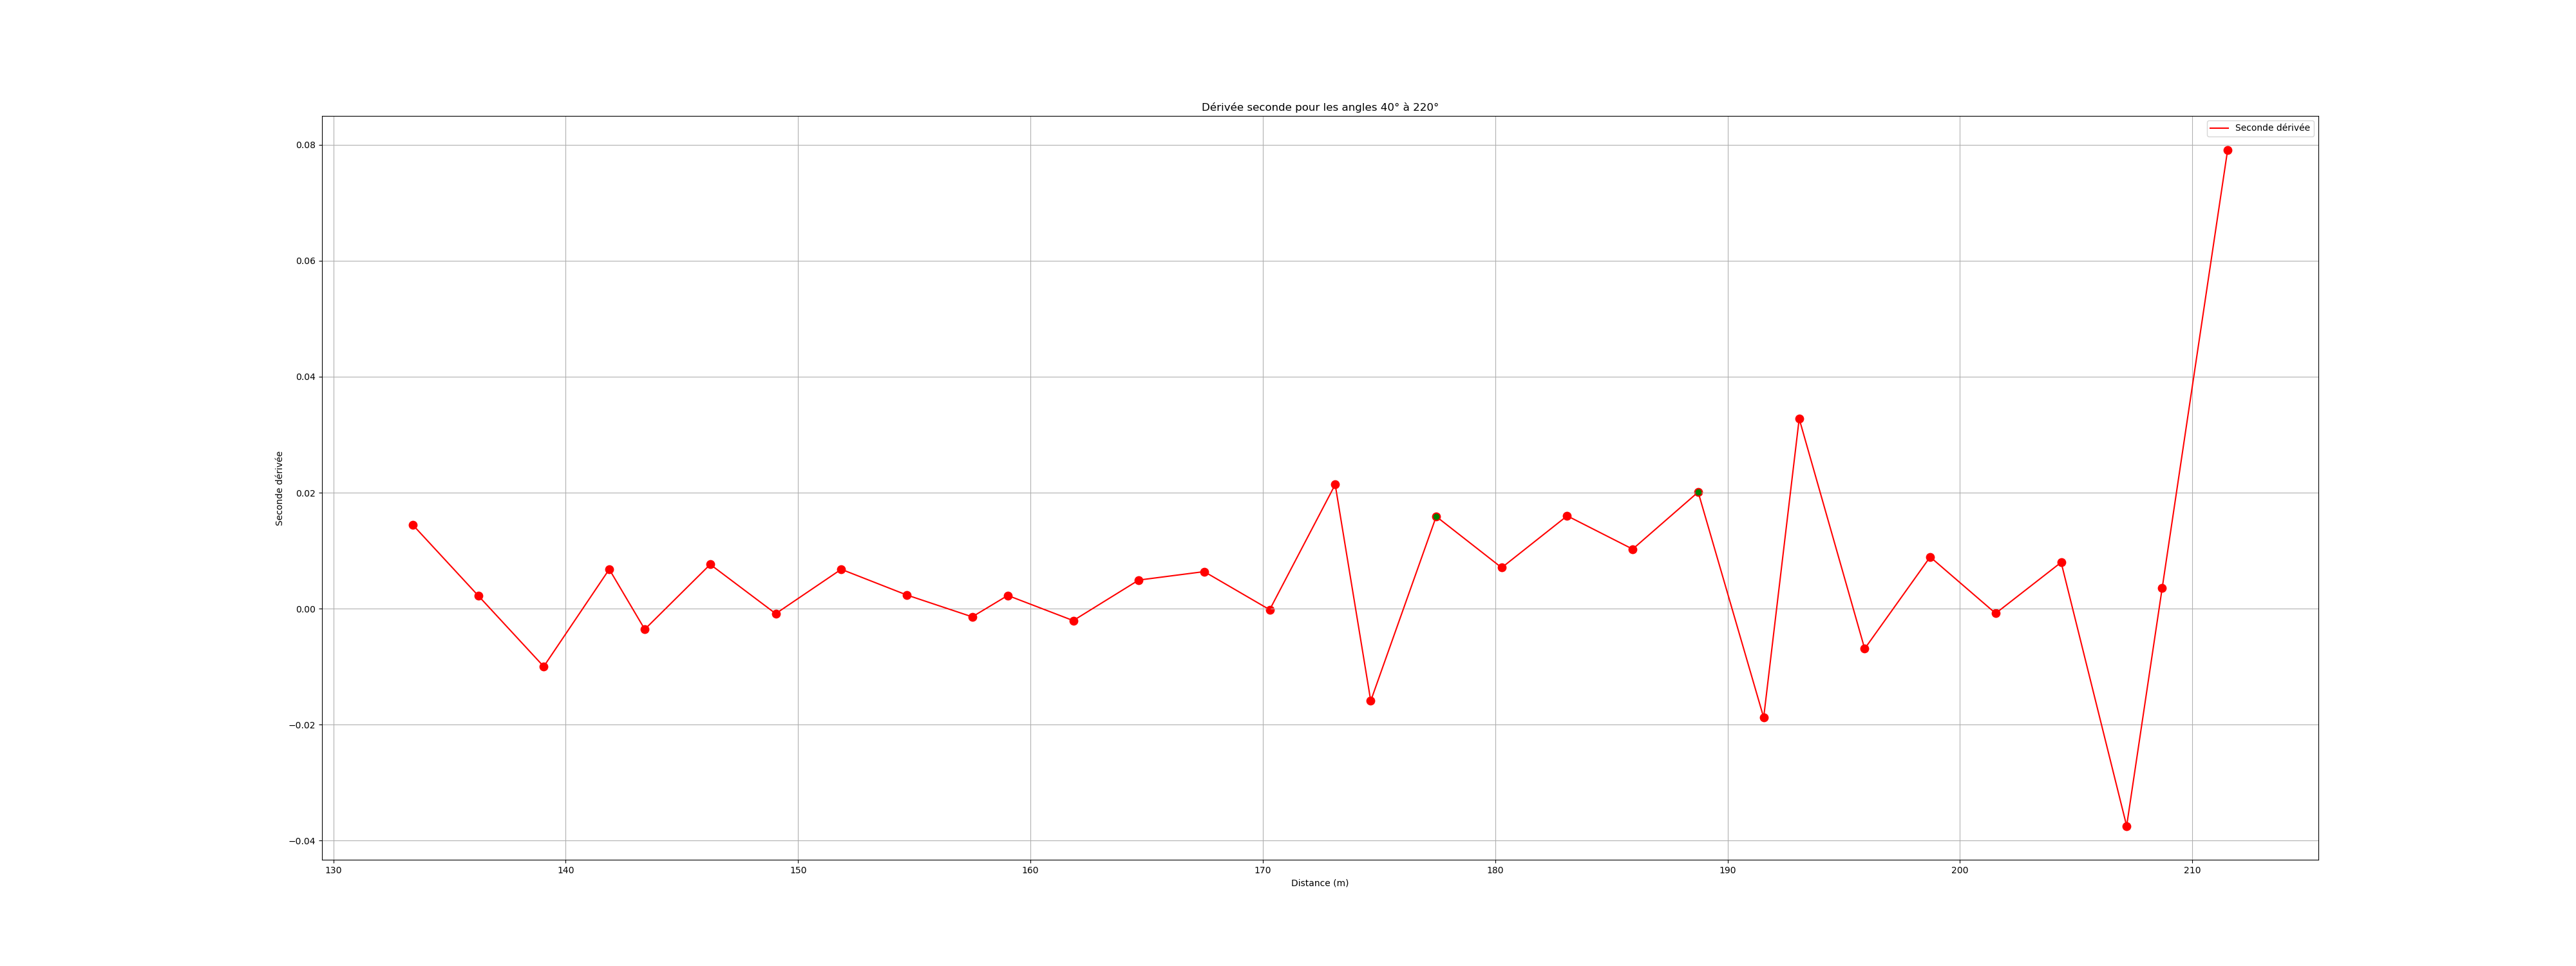 Dérivée seconde pour les angles 40° à 220°
Seconde dérivée
0.08
0.06
0.04
0.02
0.00
−0.02
−0.04
Seconde dérivée
130 140 150 160 170 180 190 200 210
Distance (m)